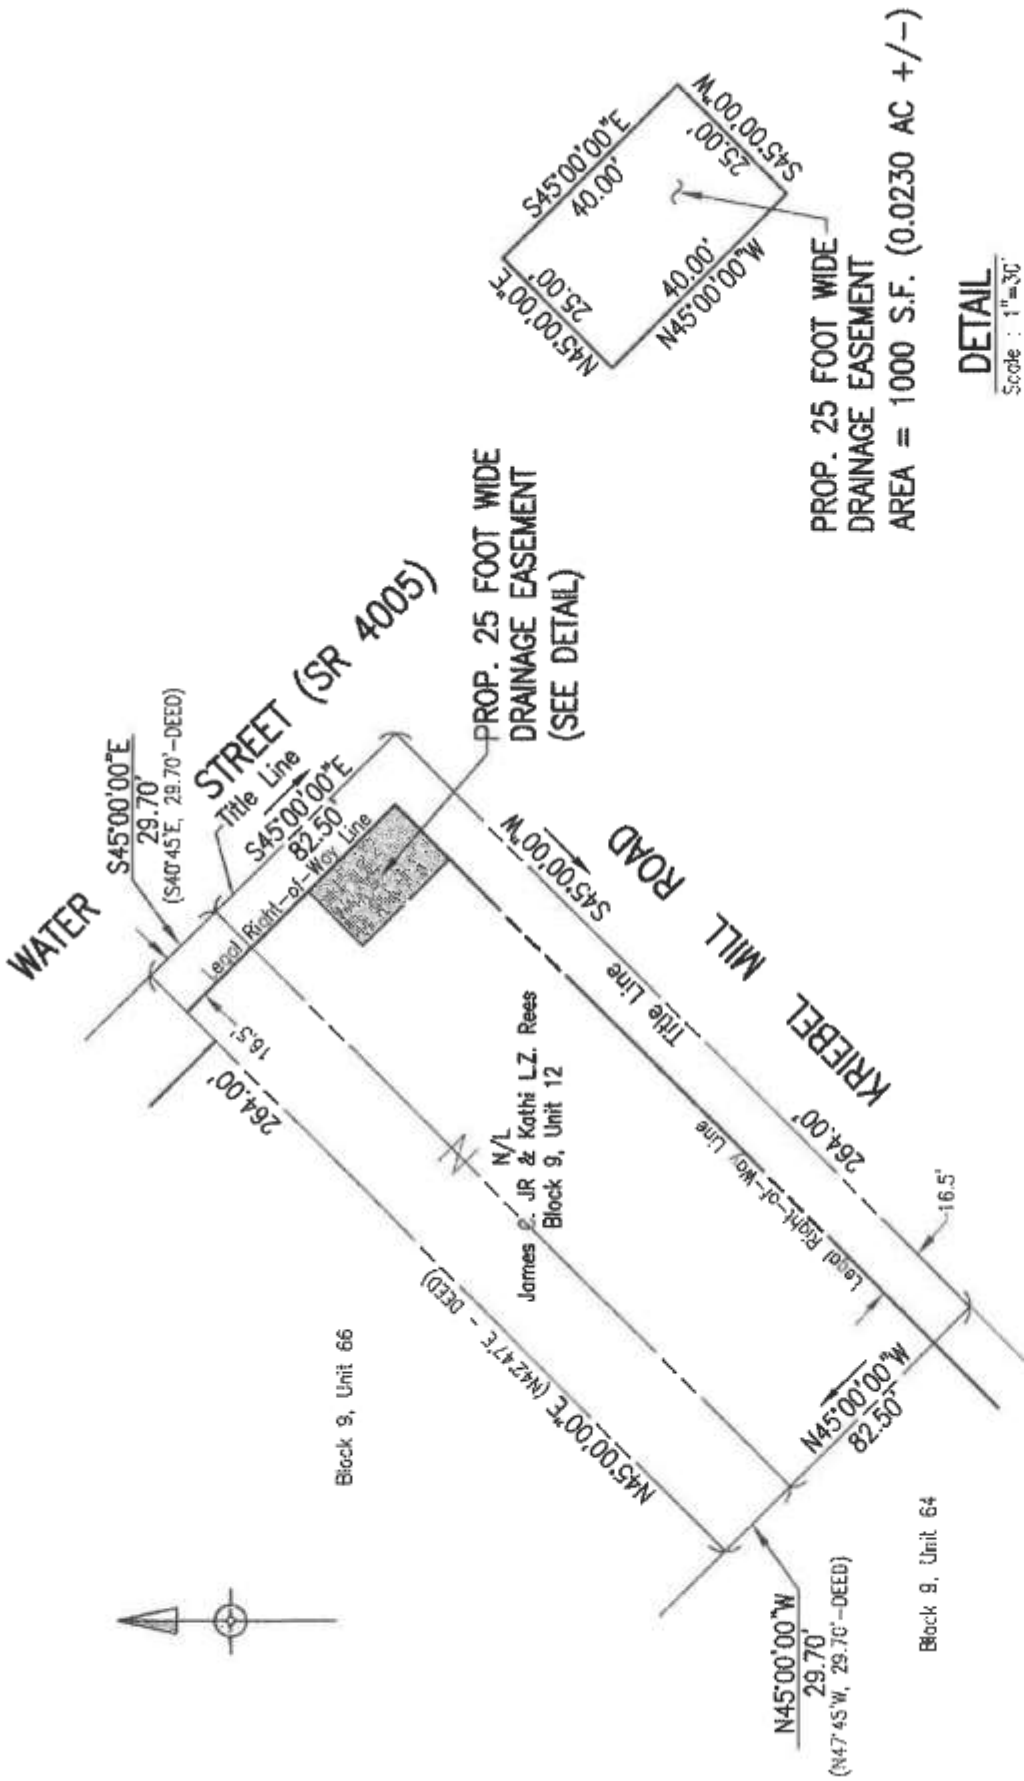 WATER
STREET (SR 4005)
S45°00'00"E
29.70'
(S40°45'E, 29.70'-DEED)
Title Line
S45°00'00"E
82.50'
Legal Right-of-Way Line
16.5'
264.00'
N45°00'00"E (N42°47'E - DEED)
PROP. 25 FOOT WIDE
DRAINAGE EASEMENT
(SEE DETAIL)
N/L
James JR & Kathi L.Z. Rees
Block 9, Unit 12
Block 9, Unit 66
S45°00'00"W
Title Line
264.00'
KRIEBEL MILL ROAD
Legal Right-of-Way Line
16.5'
N45°00'00"W
82.50'
N45°00'00"W
29.70'
(N47°45'W, 29.70'-DEED)
Block 9, Unit 64
S45°00'00"E
40.00'
S45°00'00"W
25.00'
N45°00'00"E
25.00'
40.00'
N45°00'00"W
PROP. 25 FOOT WIDE
DRAINAGE EASEMENT
AREA = 1000 S.F. (0.0230 AC +/-)
DETAIL
Scale : 1"=30'